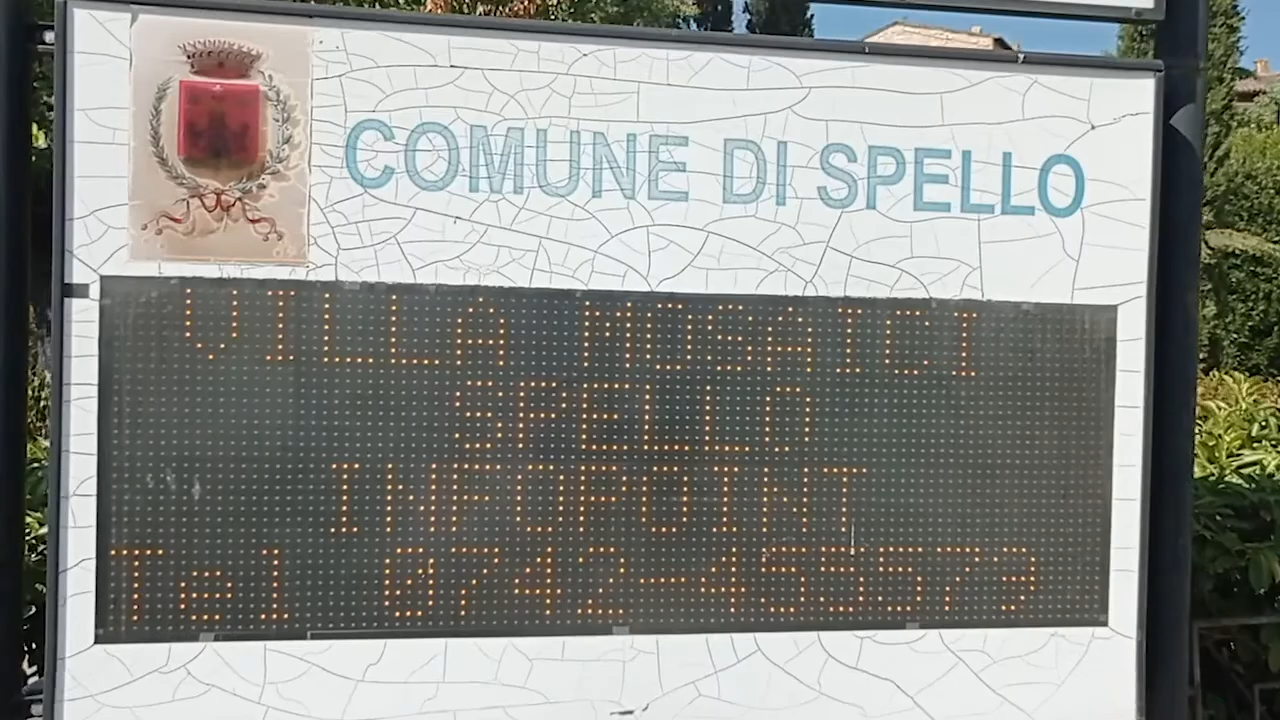 COMUNE DI SPELLO
VILLA MOSAICI
SPELLO
INFOPOINT
Tel 0742-455573